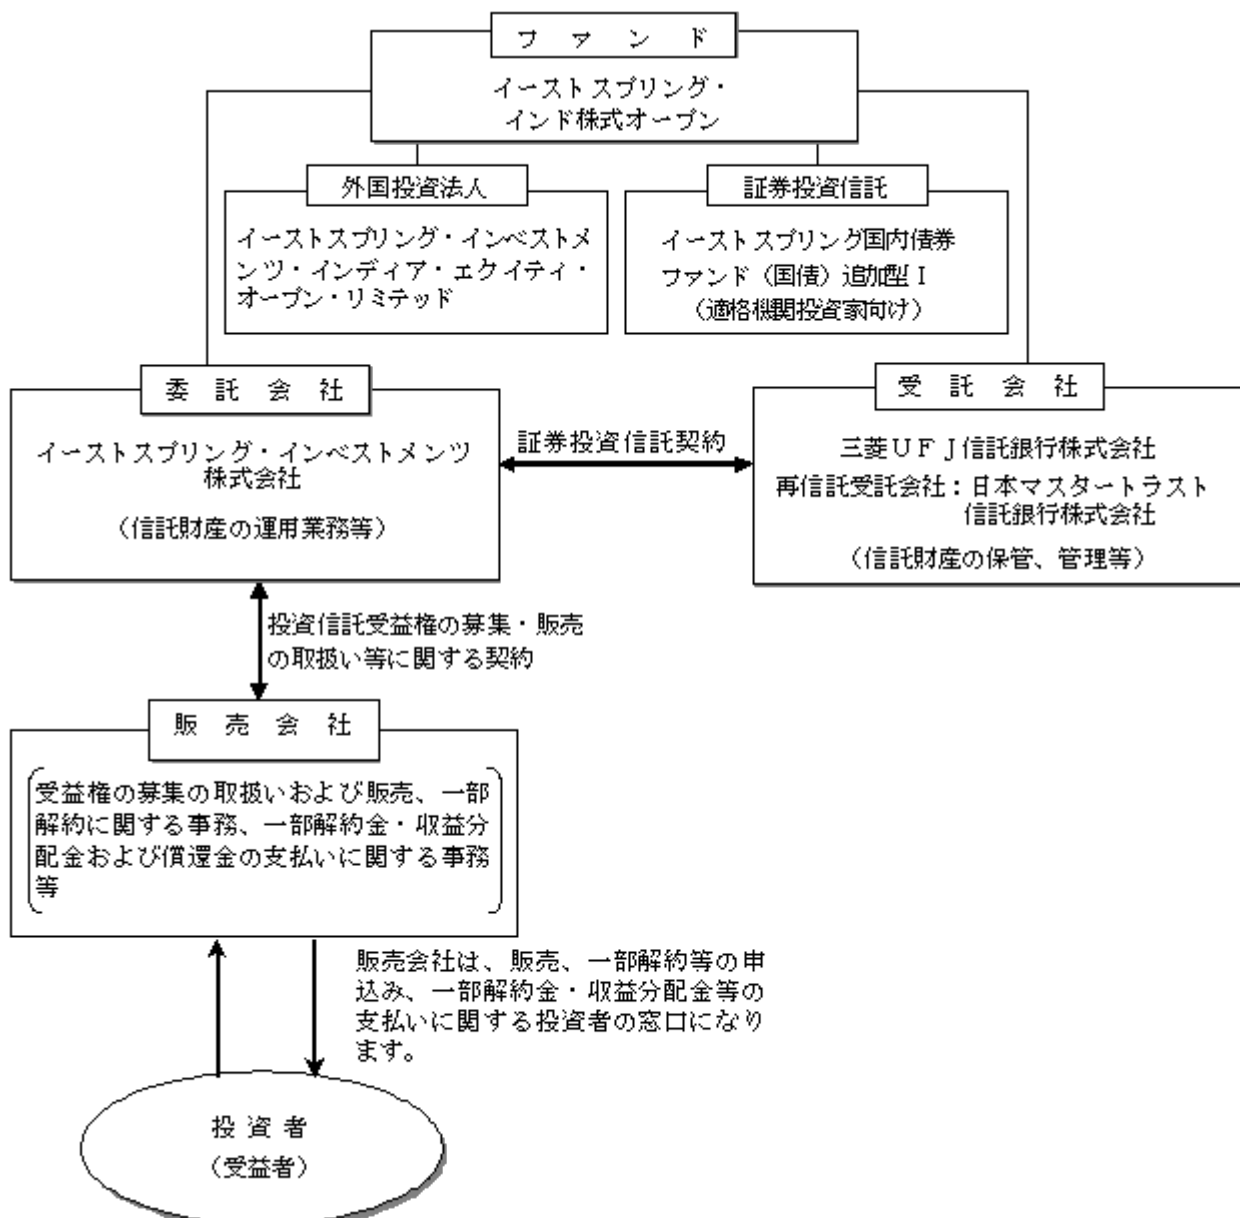 ファンド
イーストスプリング・
インド株式オープン
外国投資法人
イーストスプリング・インベストメ
ンツ・インディア・エクイティ・
オープン・リミテッド
証券投資信託
イーストスプリング国内債券
ファンド（国債）追加型Ｉ
（適格機関投資家向け）
委託会社
イーストスプリング・インベストメンツ
株式会社
（信託財産の運用業務等）
証券投資信託契約
受託会社
三菱ＵＦＪ信託銀行株式会社
再信託受託会社：日本マスタートラスト
信託銀行株式会社
（信託財産の保管、管理等）
投資信託受益権の募集・販売
の取扱い等に関する契約
販売会社
受益権の募集の取扱いおよび販売、一部
解約に関する事務、一部解約金・収益分
配金および償還金の支払いに関する事務
等
販売会社は、販売、一部解約等の申
込み、一部解約金・収益分配金等の
支払いに関する投資者の窓口になり
ます。
投資者
（受益者）